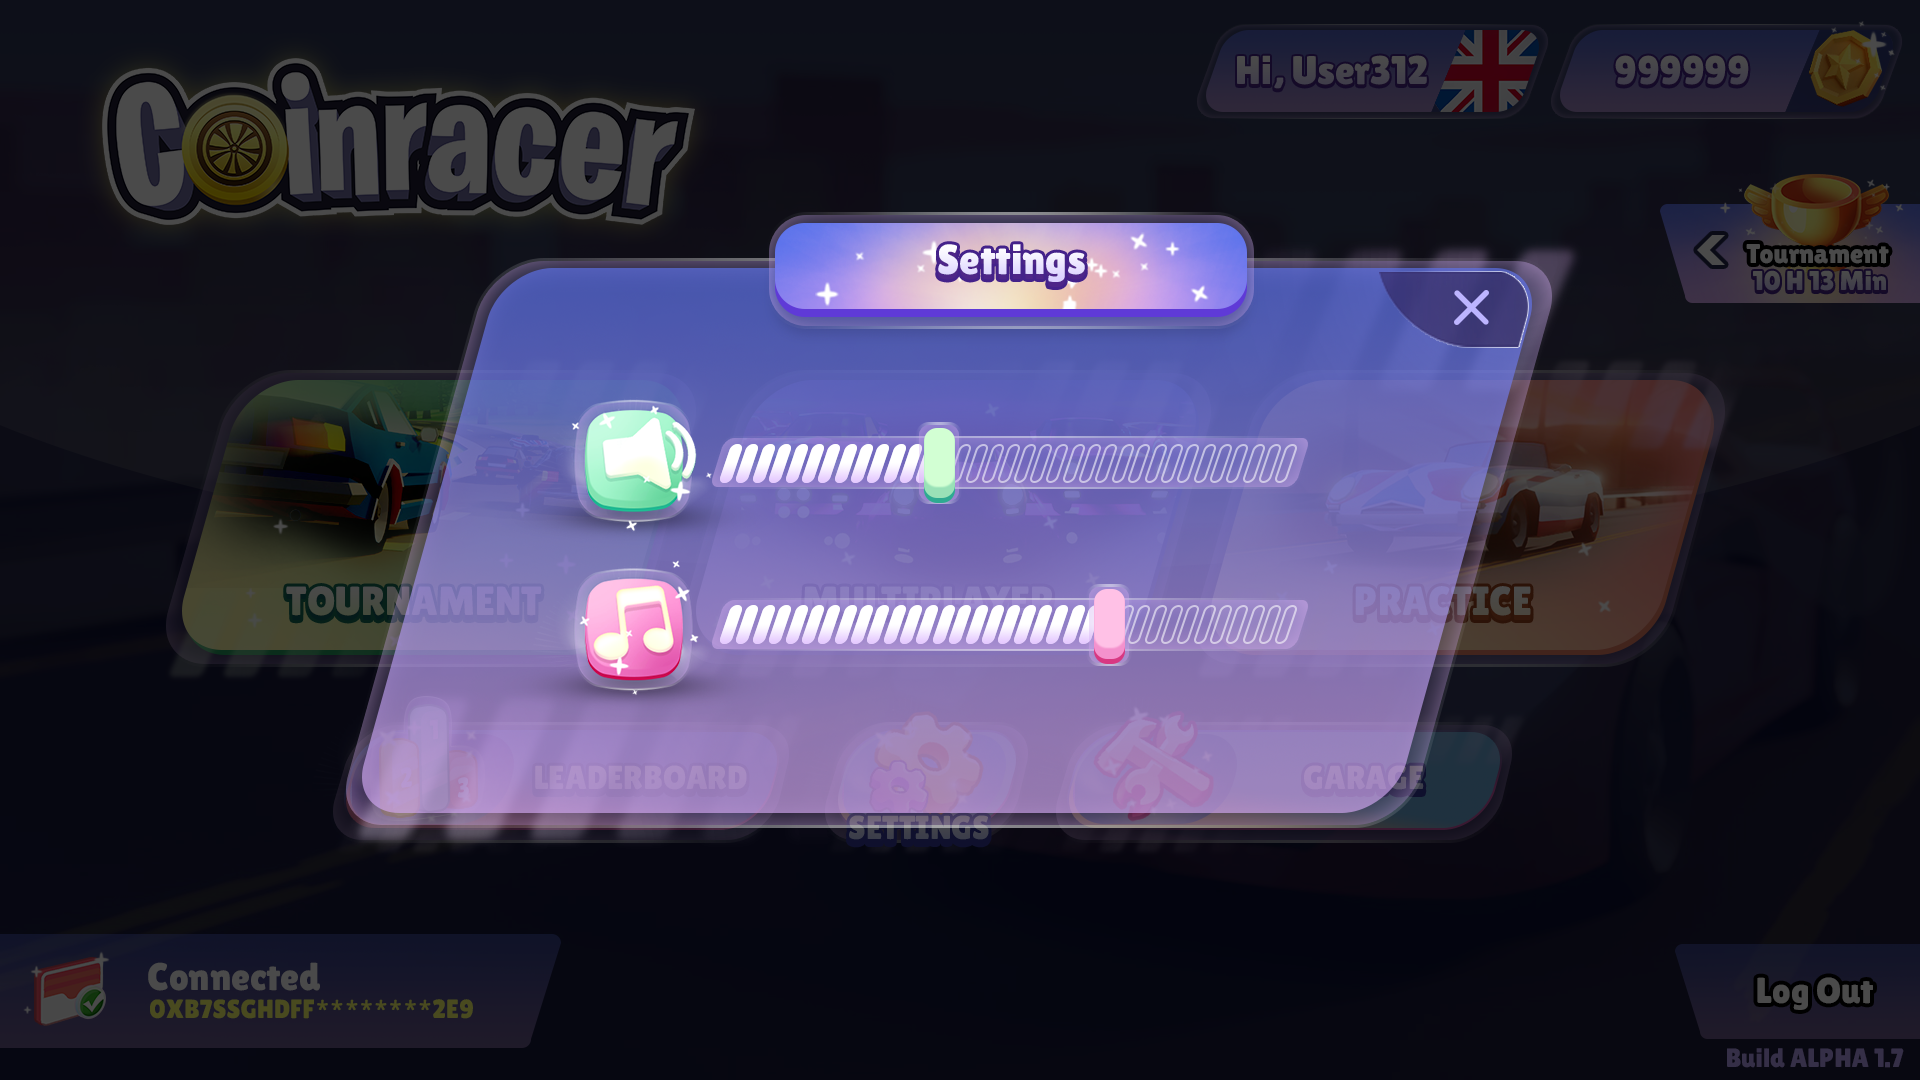 Coinracer
Hi, User312
999999
Settings
Tournament
10 H 13 Min
TOURNAMENT
MULTIPLAYER
PRACTICE
LEADERBOARD
SETTINGS
GARAGE
Connected
0XB7SSGHDFF********2E9
Log Out
Build ALPHA 1.7